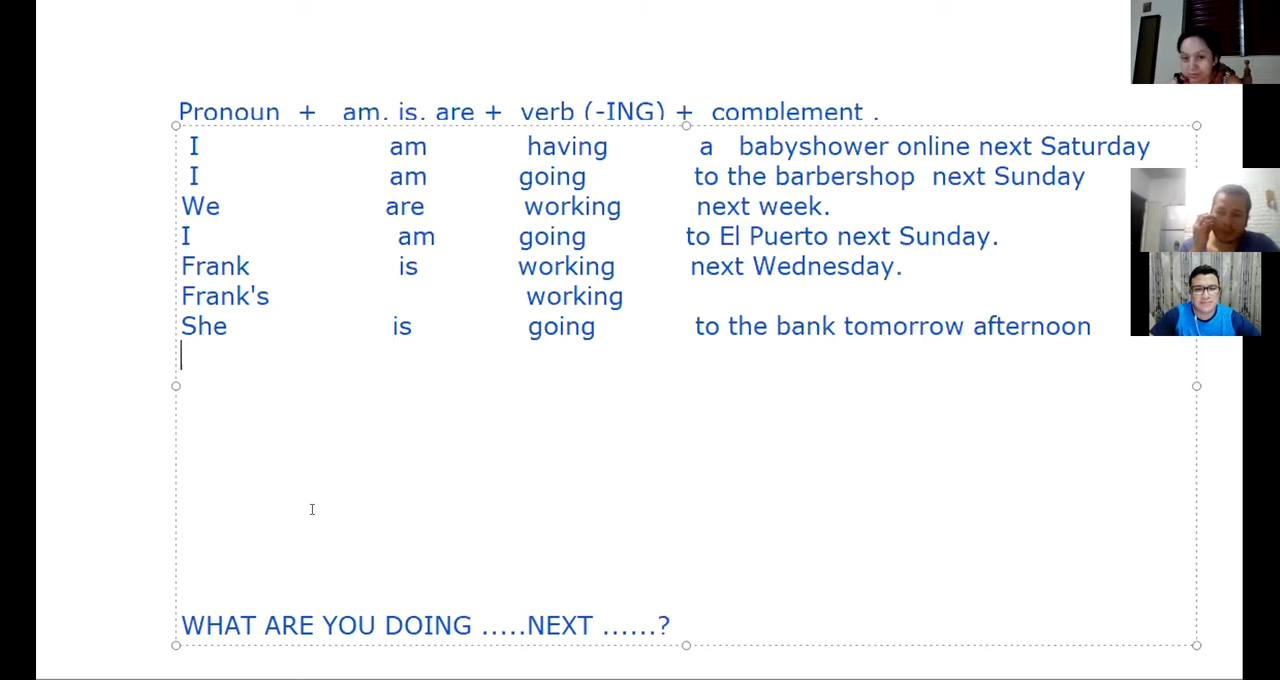 Pronoun + am, is, are + verb (-ING) + complement .
I am having a babyshower online next Saturday
I am going to the barbershop next Sunday
We are working next week.
I am going to El Puerto next Sunday.
Frank is working next Wednesday.
Frank's working
She is going to the bank tomorrow afternoon
WHAT ARE YOU DOING .....NEXT ......?